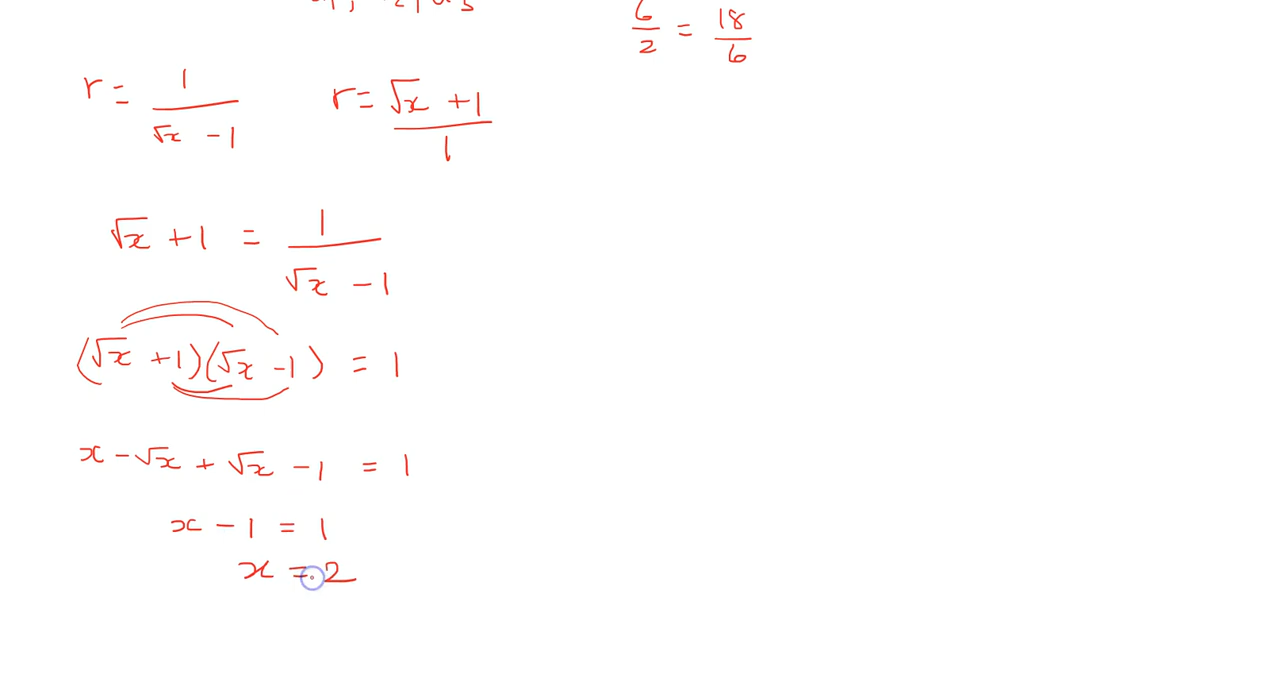 6/2 = 18/6
r = 1/(√x - 1)    r = (√x + 1)/1
√x + 1 = 1/(√x - 1)
(√x + 1)(√x - 1) = 1
x - √x + √x - 1 = 1
x - 1 = 1
x = 2